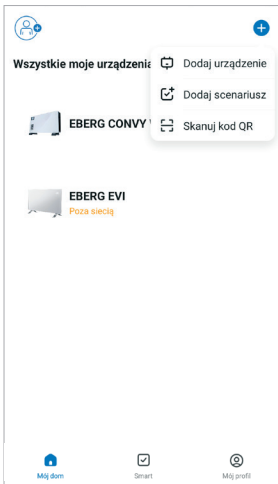 Wszystkie moje urządzenia
Dodaj urządzenie
Dodaj scenariusz
Skanuj kod QR
EBERG CONVY
EBERG EVI
Poza siecią
Mój dom
Smart
Mój profil